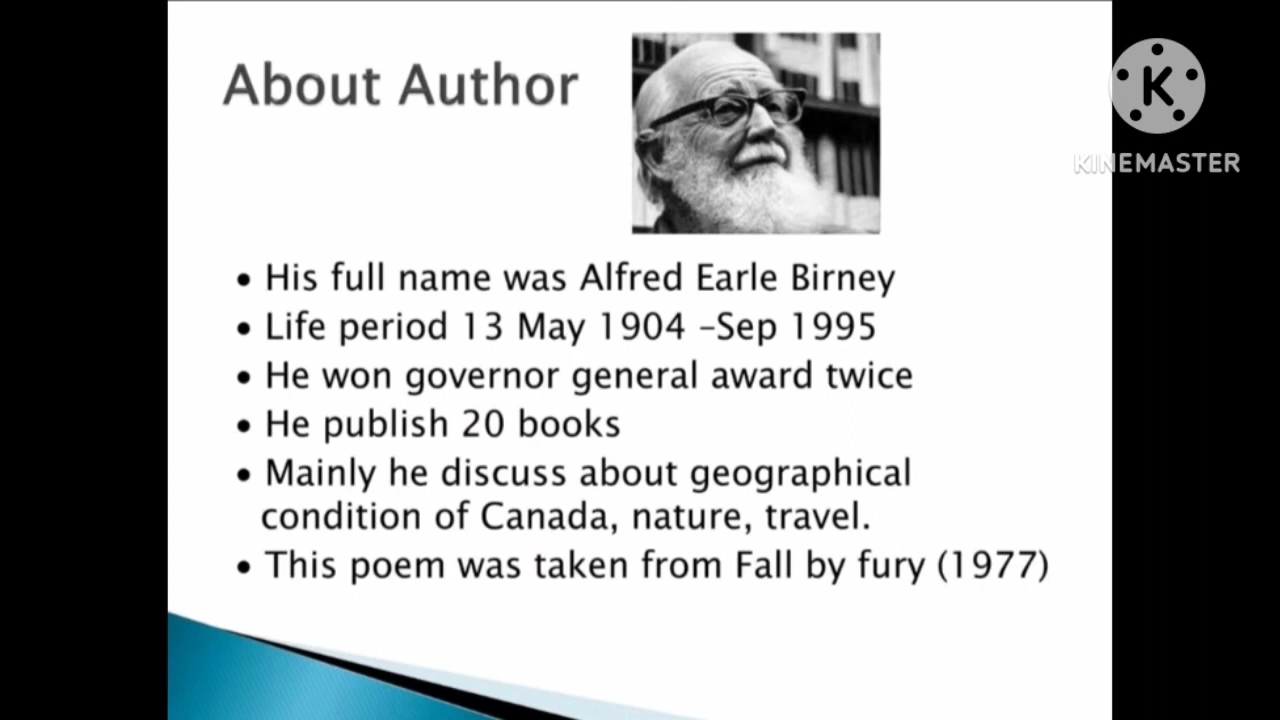 About Author
KINEMASTER
• His full name was Alfred Earle Birney
• Life period 13 May 1904 –Sep 1995
• He won governor general award twice
• He publish 20 books
• Mainly he discuss about geographical
condition of Canada, nature, travel.
• This poem was taken from Fall by fury (1977)